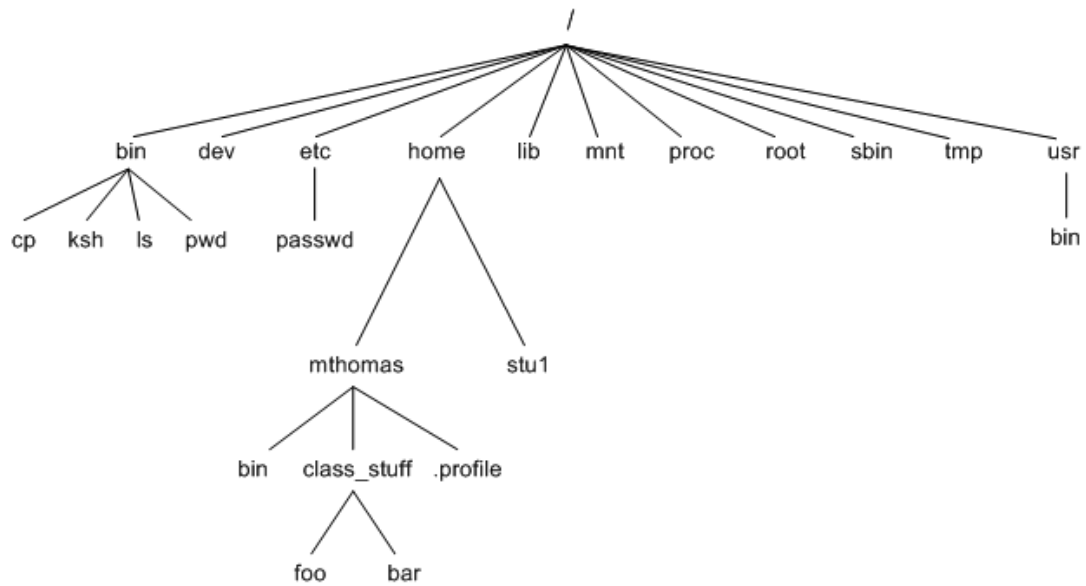 /
bin dev etc home lib mnt proc root sbin tmp usr
cp ksh ls pwd passwd bin
mthomas stu1
bin class_stuff .profile
foo bar